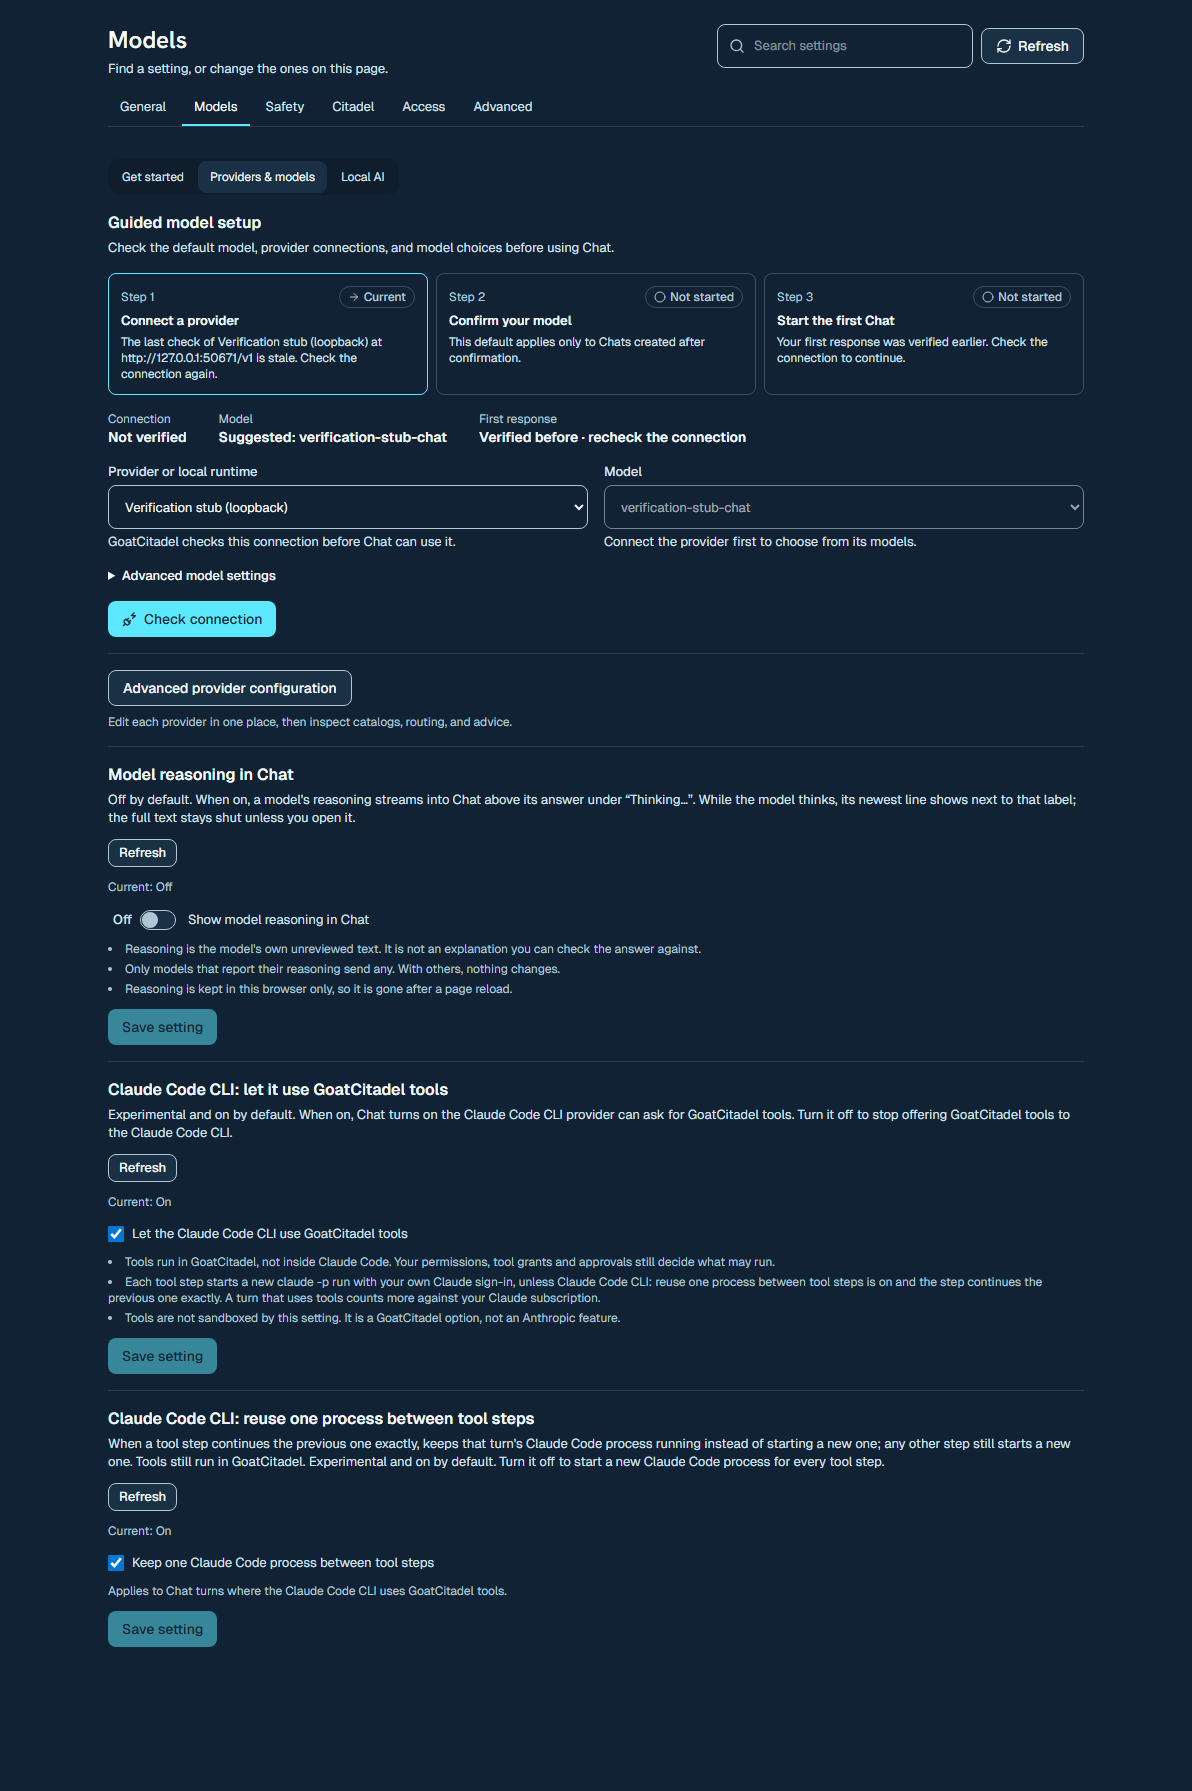 Models
Find a setting, or change the ones on this page.
Search settings
Refresh
General
Models
Safety
Citadel
Access
Advanced
Get started
Providers & models
Local AI
Guided model setup
Check the default model, provider connections, and model choices before using Chat.
Step 1
Current
Connect a provider
The last check of Verification stub (loopback) at
http://127.0.0.1:50671/v1 is stale. Check the
connection again.
Step 2
Not started
Confirm your model
This default applies only to Chats created after
confirmation.
Step 3
Not started
Start the first Chat
Your first response was verified earlier. Check the
connection to continue.
Connection
Not verified
Model
Suggested: verification-stub-chat
First response
Verified before · recheck the connection
Provider or local runtime
Verification stub (loopback)
GoatCitadel checks this connection before Chat can use it.
Model
verification-stub-chat
Connect the provider first to choose from its models.
Advanced model settings
Check connection
Advanced provider configuration
Edit each provider in one place, then inspect catalogs, routing, and advice.
Model reasoning in Chat
Off by default. When on, a model's reasoning streams into Chat above its answer under “Thinking…”. While the model thinks, its newest line shows next to that label;
the full text stays shut unless you open it.
Refresh
Current: Off
Off
Show model reasoning in Chat
• Reasoning is the model's own unreviewed text. It is not an explanation you can check the answer against.
• Only models that report their reasoning send any. With others, nothing changes.
• Reasoning is kept in this browser only, so it is gone after a page reload.
Save setting
Claude Code CLI: let it use GoatCitadel tools
Experimental and on by default. When on, Chat turns on the Claude Code CLI provider can ask for GoatCitadel tools. Turn it off to stop offering GoatCitadel tools to
the Claude Code CLI.
Refresh
Current: On
Let the Claude Code CLI use GoatCitadel tools
• Tools run in GoatCitadel, not inside Claude Code. Your permissions, tool grants and approvals still decide what may run.
• Each tool step starts a new claude -p run with your own Claude sign-in, unless Claude Code CLI: reuse one process between tool steps is on and the step continues the
previous one exactly. A turn that uses tools counts more against your Claude subscription.
• Tools are not sandboxed by this setting. It is a GoatCitadel option, not an Anthropic feature.
Save setting
Claude Code CLI: reuse one process between tool steps
When a tool step continues the previous one exactly, keeps that turn's Claude Code process running instead of starting a new one; any other step still starts a new
one. Tools still run in GoatCitadel. Experimental and on by default. Turn it off to start a new Claude Code process for every tool step.
Refresh
Current: On
Keep one Claude Code process between tool steps
Applies to Chat turns where the Claude Code CLI uses GoatCitadel tools.
Save setting